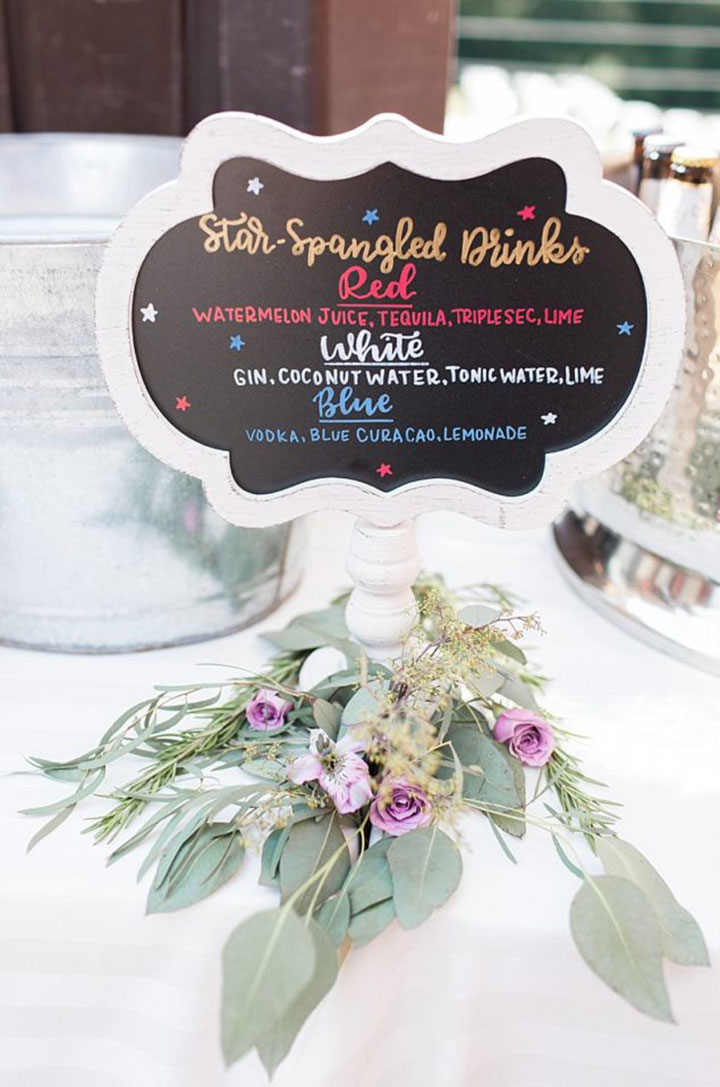 Star-Spangled Drinks
Red
WATERMELON JUICE, TEQUILA, TRIPLESEC, LIME
White
GIN, COCONUT WATER, TONIC WATER, LIME
Blue
VODKA, BLUE CURACAO, LEMONADE